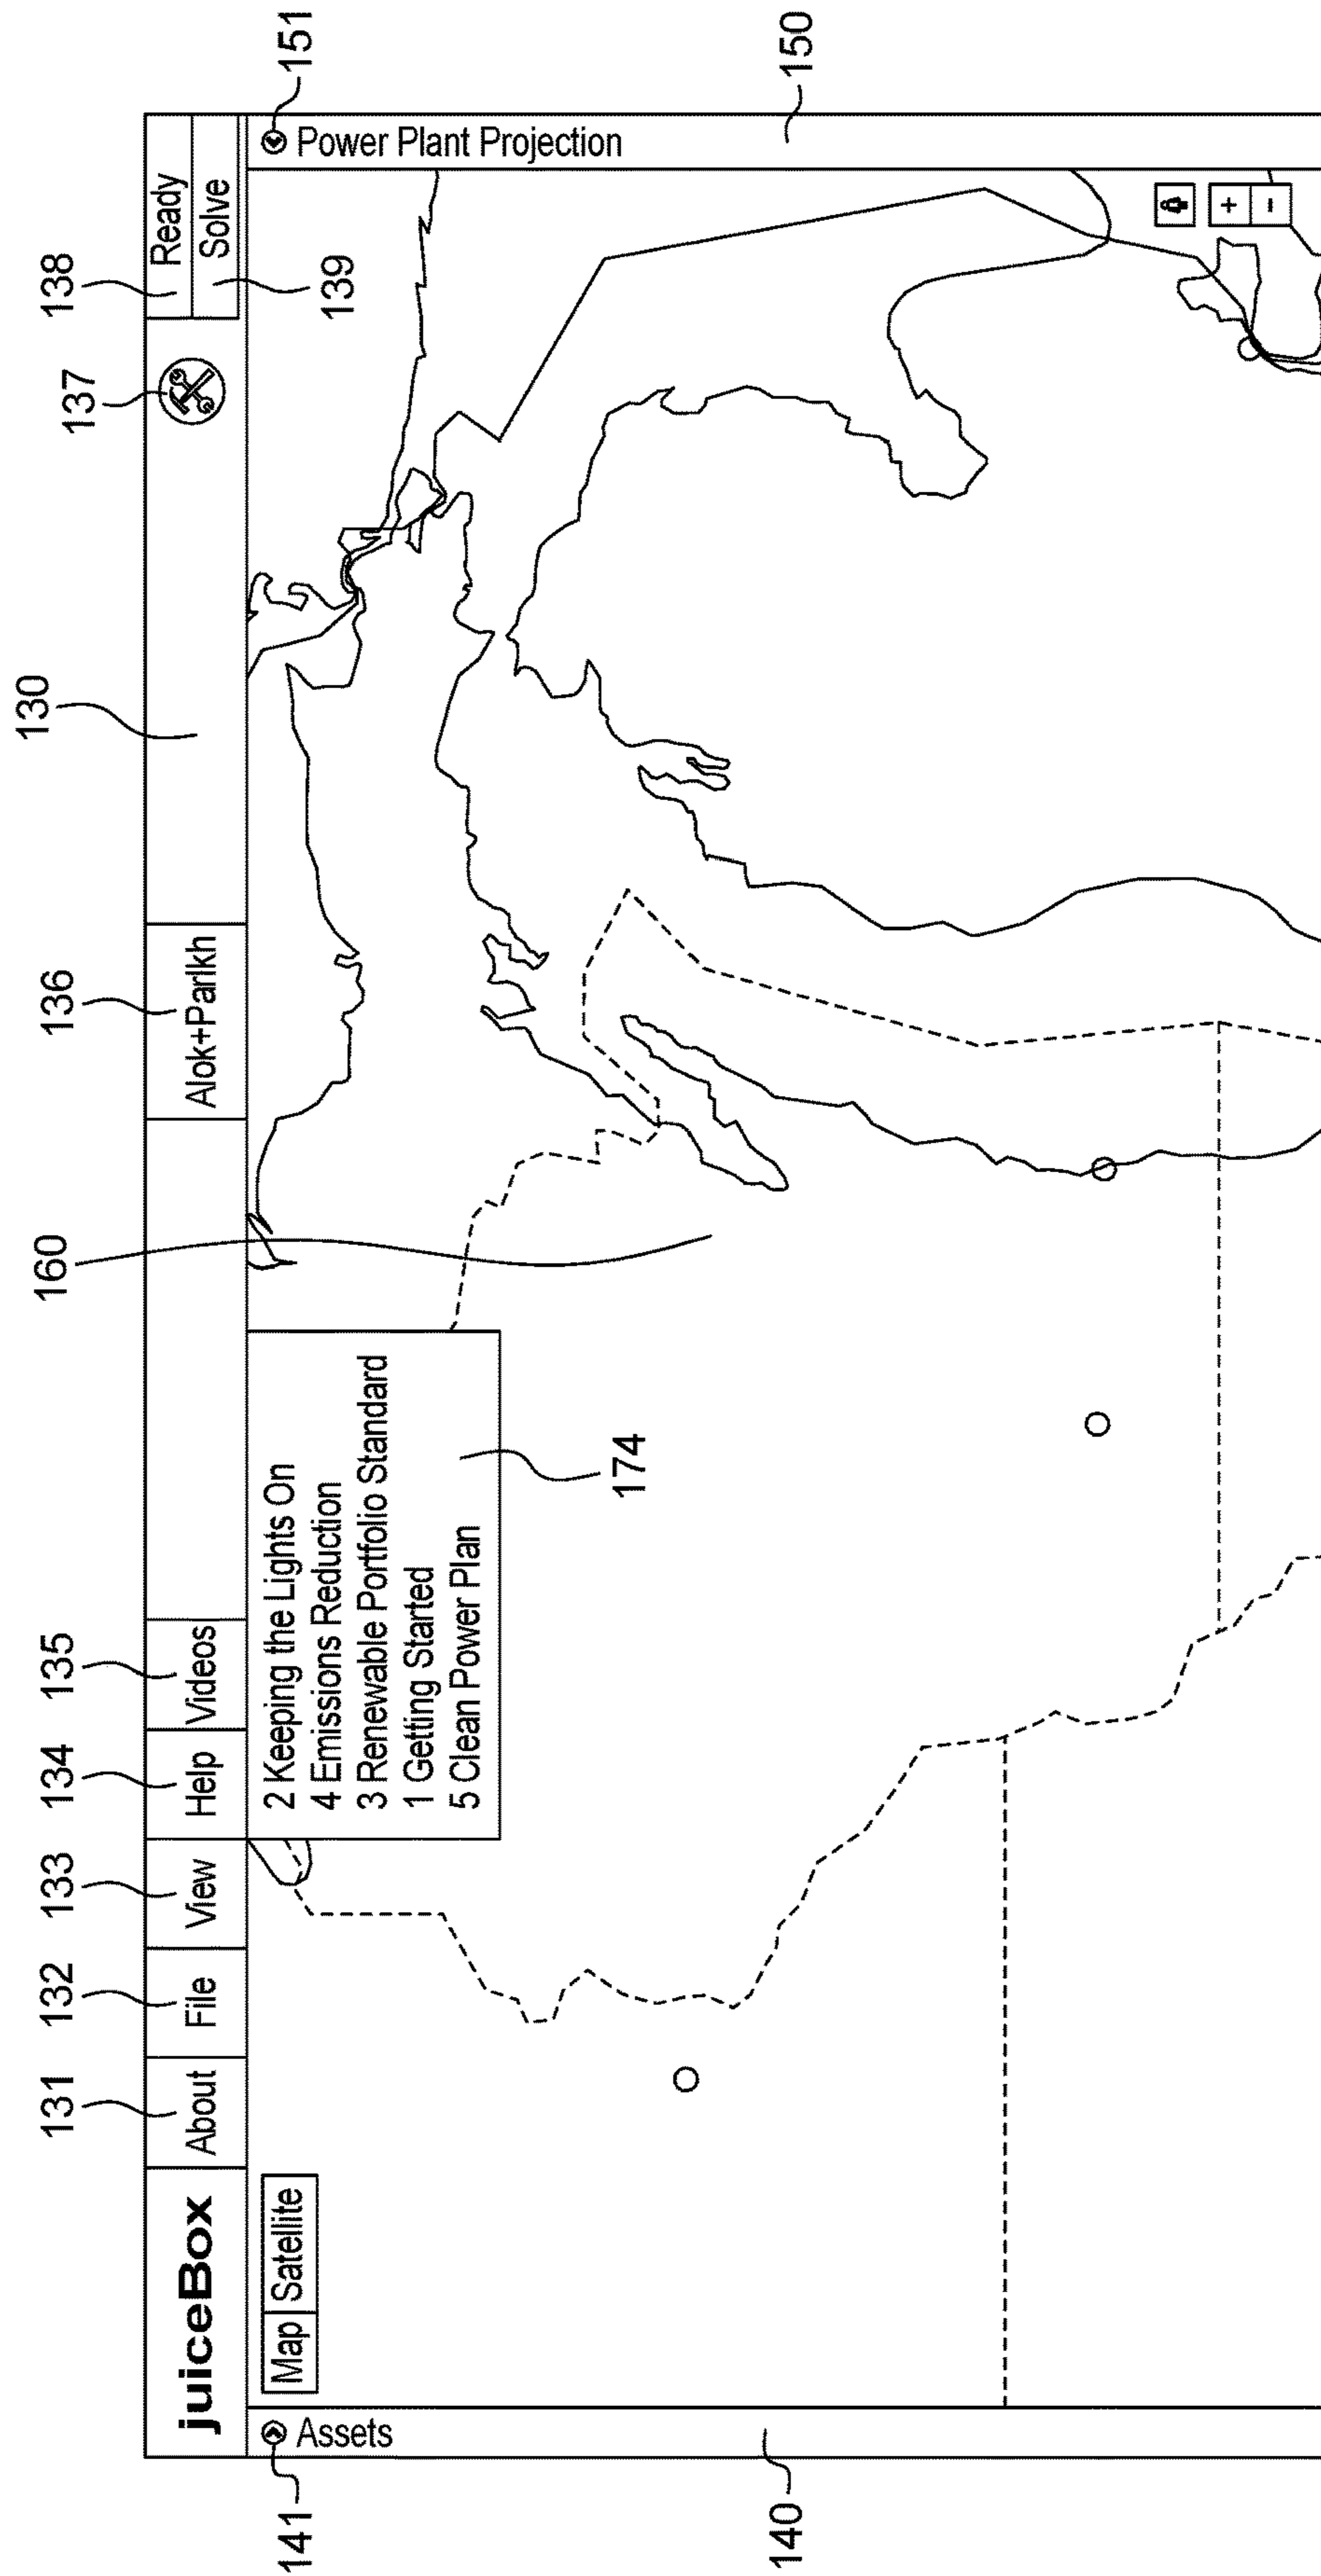 131
132
133
134
135
160
136
130
137
138
juiceBox
About
File
View
Help
Videos
Alok+Parlkh
Ready
Solve
139
141
Assets
Map
Satellite
2 Keeping the Lights On
4 Emissions Reduction
3 Renewable Portfolio Standard
1 Getting Started
5 Clean Power Plan
174
Power Plant Projection
151
140
150
+
-